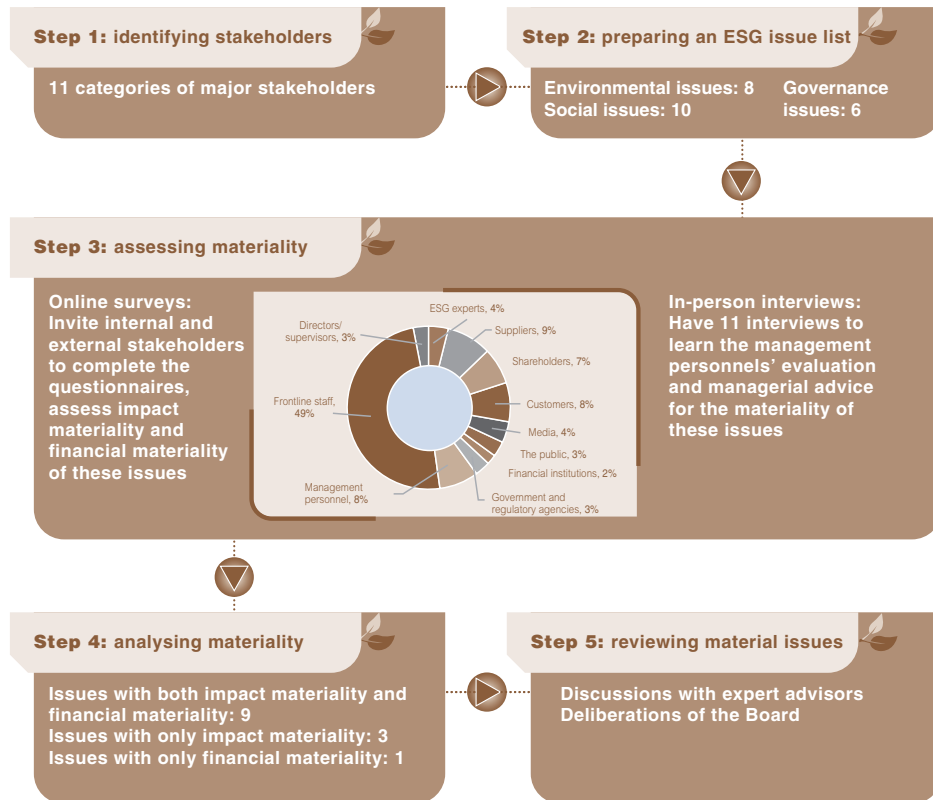 Step 1: identifying stakeholders
11 categories of major stakeholders
Step 2: preparing an ESG issue list
Environmental issues: 8
Social issues: 10
Governance
issues: 6
Step 3: assessing materiality
Online surveys:
Invite internal and
external stakeholders
to complete the
questionnaires,
assess impact
materiality and
financial materiality
of these issues
ESG experts, 4%
Suppliers, 9%
Shareholders, 7%
Customers, 8%
Media, 4%
The public, 3%
Financial institutions, 2%
Government and
regulatory agencies, 3%
Management
personnel, 8%
Frontline staff,
49%
Directors/
supervisors, 3%
In-person interviews:
Have 11 interviews to
learn the management
personnels’ evaluation
and managerial advice
for the materiality of
these issues
Step 4: analysing materiality
Issues with both impact materiality and
financial materiality: 9
Issues with only impact materiality: 3
Issues with only financial materiality: 1
Step 5: reviewing material issues
Discussions with expert advisors
Deliberations of the Board